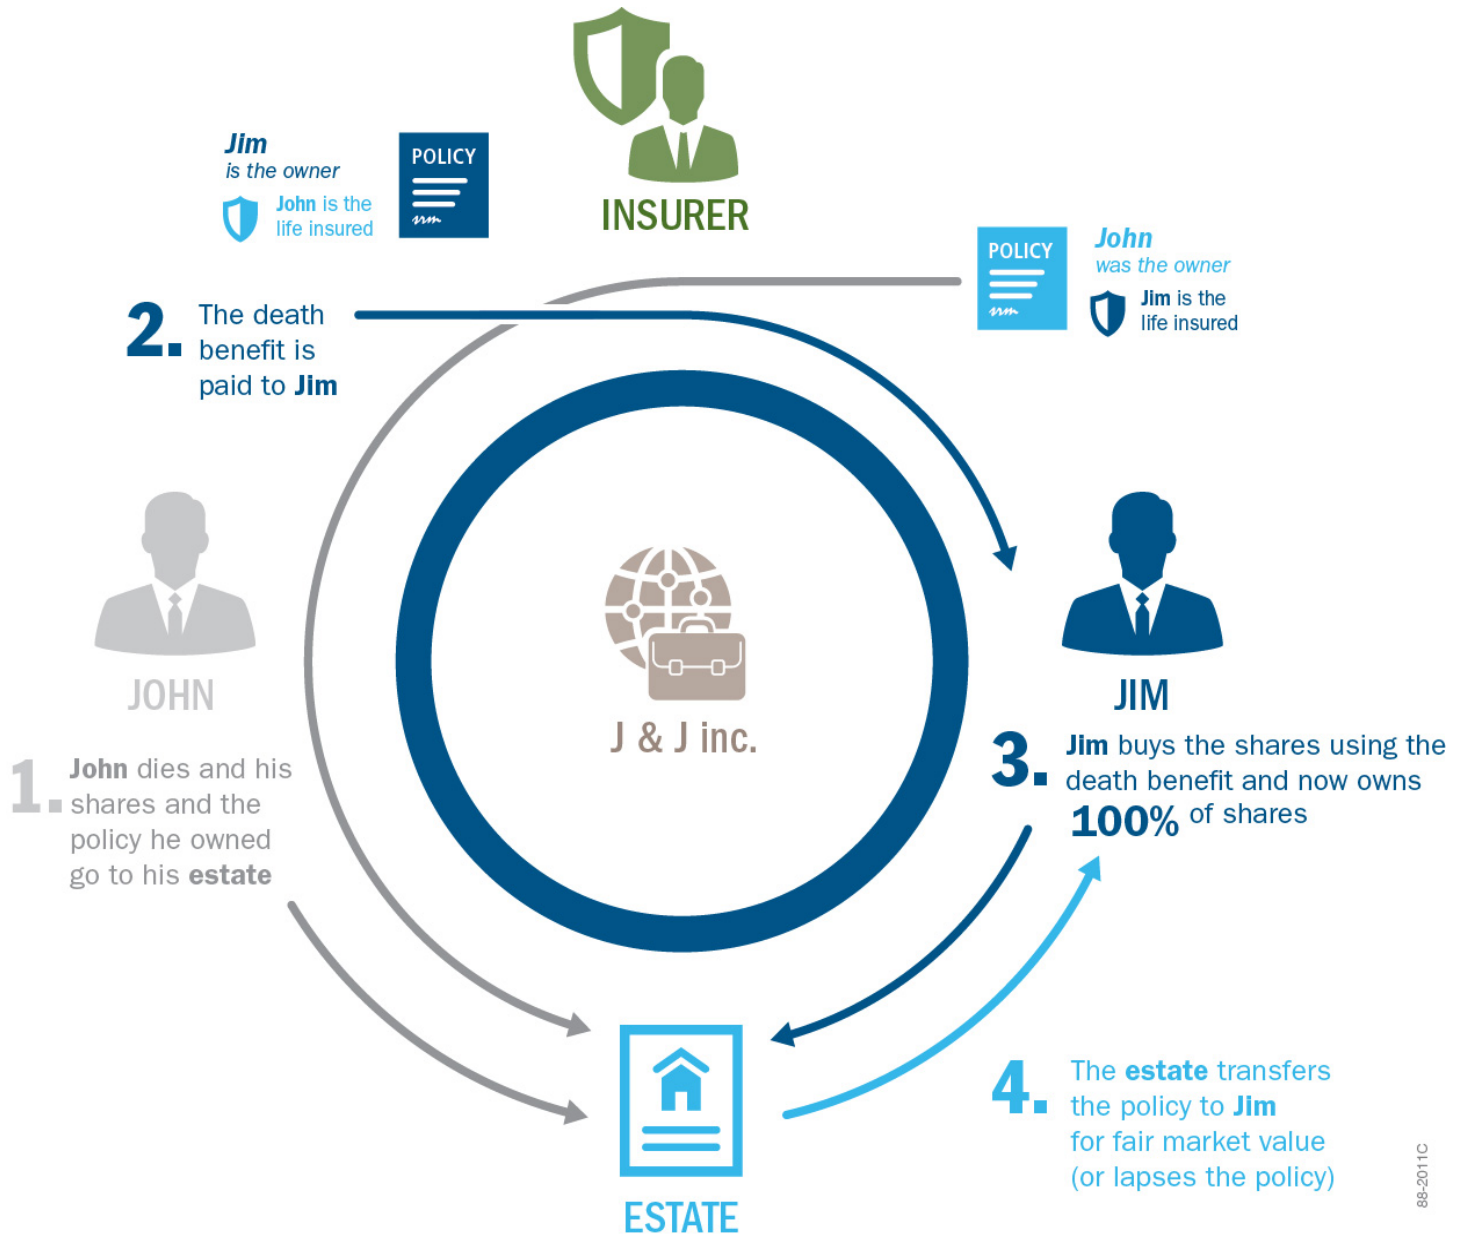 INSURER
Jim
is the owner
John is the
life insured
POLICY
POLICY
John
was the owner
Jim is the
life insured
2. The death
benefit is
paid to Jim
JOHN
1. John dies and his
shares and the
policy he owned
go to his estate
J & J inc.
JIM
3. Jim buys the shares using the
death benefit and now owns
100% of shares
4. The estate transfers
the policy to Jim
for fair market value
(or lapses the policy)
ESTATE
88-2011C